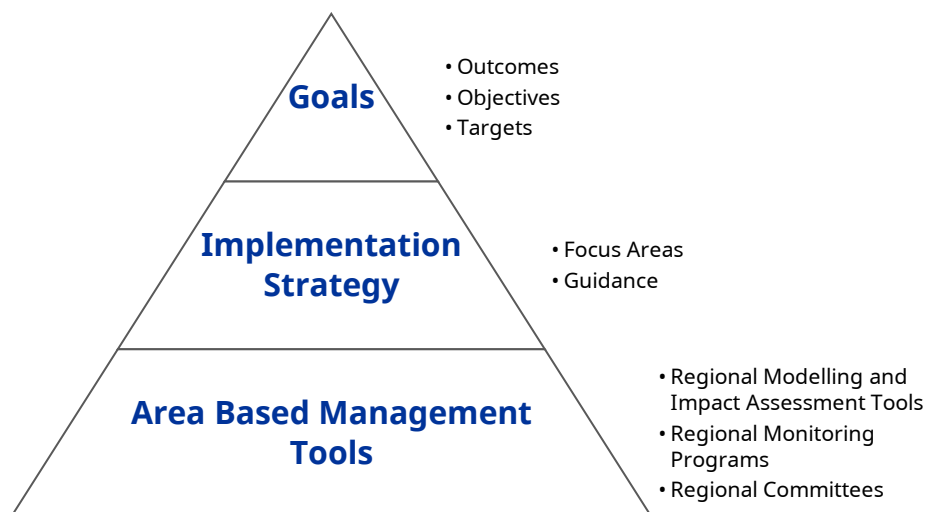 Goals
• Outcomes
• Objectives
• Targets
Implementation
Strategy
• Focus Areas
• Guidance
Area Based Management
Tools
• Regional Modelling and
Impact Assessment Tools
• Regional Monitoring
Programs
• Regional Committees